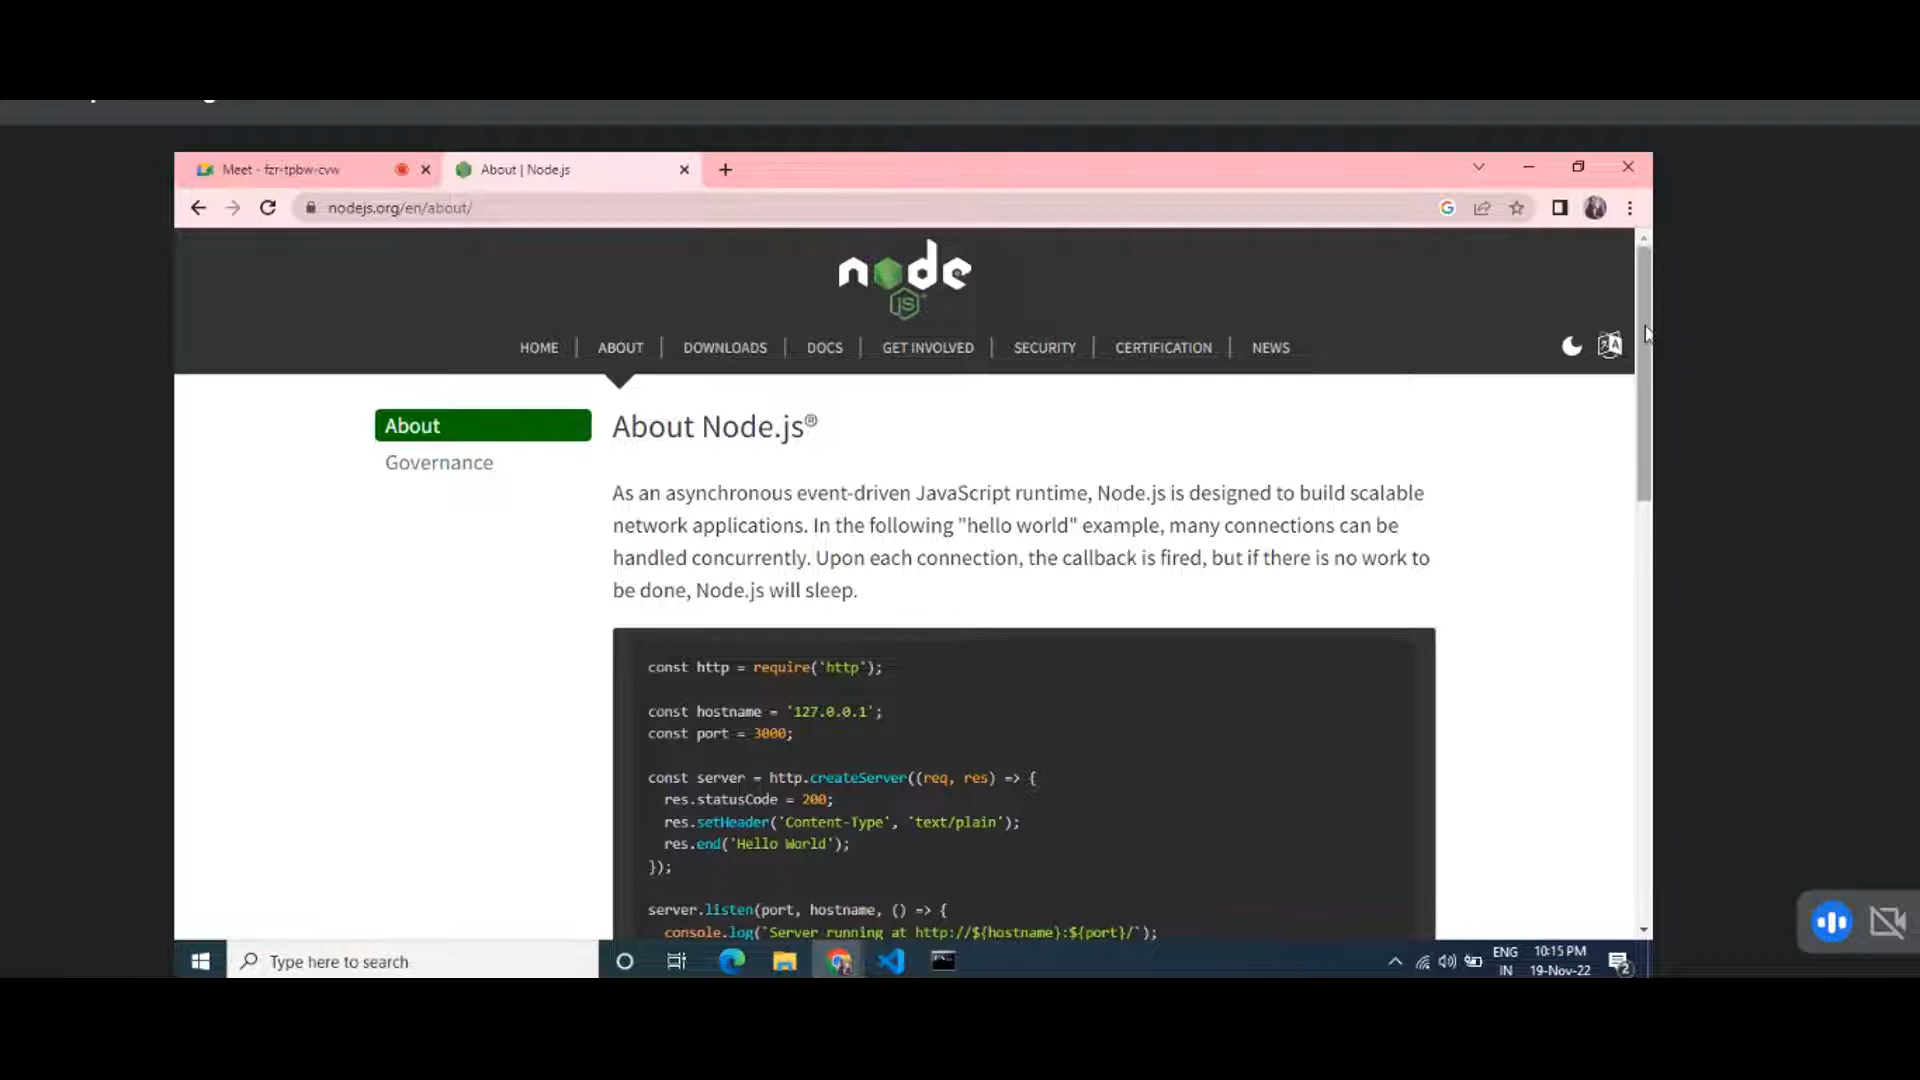 Meet - fzr-tpbw-cvw
About | Node.js
nodejs.org/en/about/
node
JS
HOME | ABOUT | DOWNLOADS | DOCS | GET INVOLVED | SECURITY | CERTIFICATION | NEWS
About
Governance
About Node.js®
As an asynchronous event-driven JavaScript runtime, Node.js is designed to build scalable
network applications. In the following "hello world" example, many connections can be
handled concurrently. Upon each connection, the callback is fired, but if there is no work to
be done, Node.js will sleep.
const http = require('http');
const hostname = '127.0.0.1';
const port = 3000;
const server = http.createServer((req, res) => {
res.statusCode = 200;
res.setHeader('Content-Type', 'text/plain');
res.end('Hello World');
});
server.listen(port, hostname, () => {
console.log(`Server running at http://${hostname}:${port}/`);
Type here to search
ENG
IN
10:15 PM
19-Nov-22
2